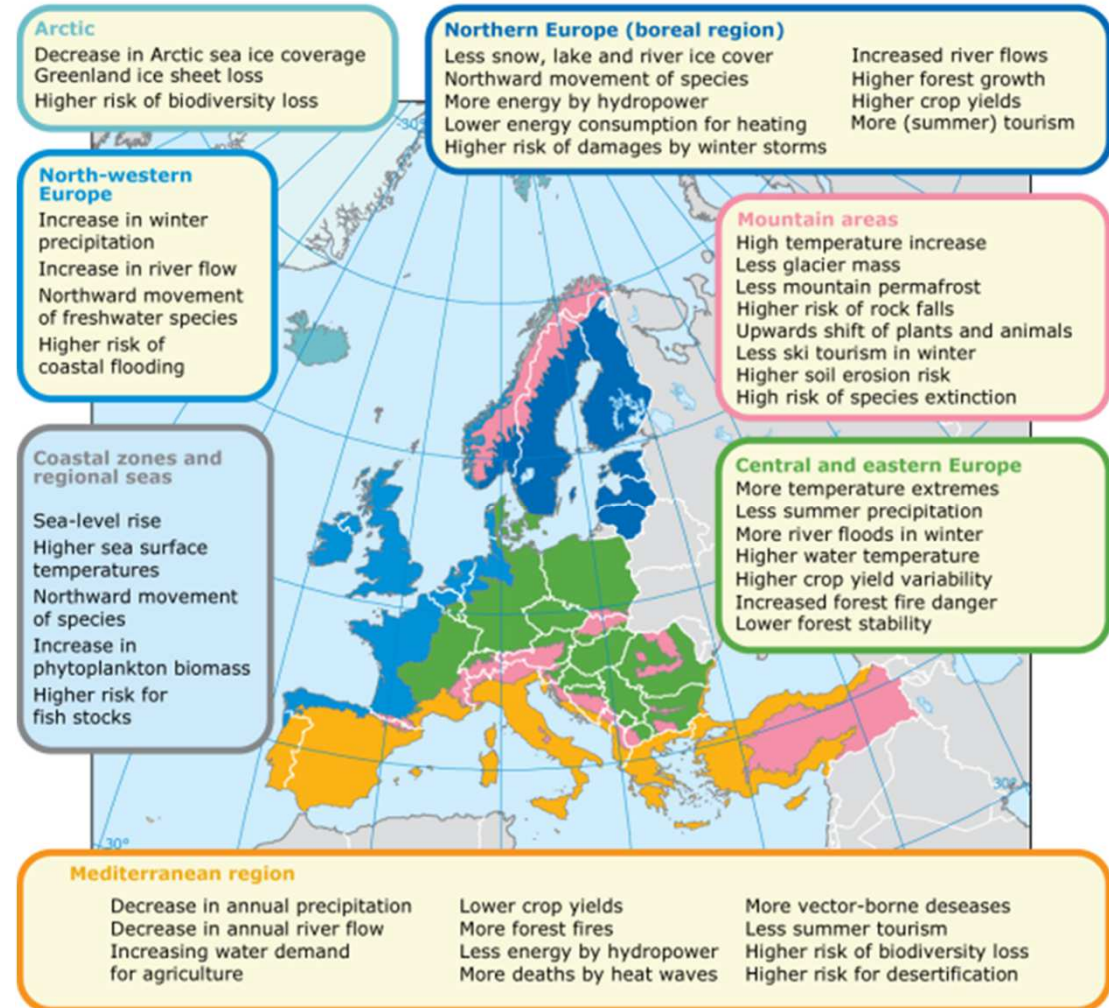 Arctic
Decrease in Arctic sea ice coverage
Greenland ice sheet loss
Higher risk of biodiversity loss
Northern Europe (boreal region)
Less snow, lake and river ice cover
Northward movement of species
More energy by hydropower
Lower energy consumption for heating
Higher risk of damages by winter storms
Increased river flows
Higher forest growth
Higher crop yields
More (summer) tourism
-30°
North-western
Europe
Increase in winter
precipitation
Increase in river flow
Northward movement
of freshwater species
Higher risk of
coastal flooding
Mountain areas
High temperature increase
Less glacier mass
Less mountain permafrost
Higher risk of rock falls
Upwards shift of plants and animals
Less ski tourism in winter
Higher soil erosion risk
High risk of species extinction
Coastal zones and
regional seas
Sea-level rise
Higher sea surface
temperatures
Northward movement
of species
Increase in
phytoplankton biomass
Higher risk for
fish stocks
Central and eastern Europe
More temperature extremes
Less summer precipitation
More river floods in winter
Higher water temperature
Higher crop yield variability
Increased forest fire danger
Lower forest stability
30°
30°
Mediterranean region
Decrease in annual precipitation
Decrease in annual river flow
Increasing water demand
for agriculture
Lower crop yields
More forest fires
Less energy by hydropower
More deaths by heat waves
More vector-borne deseases
Less summer tourism
Higher risk of biodiversity loss
Higher risk for desertification